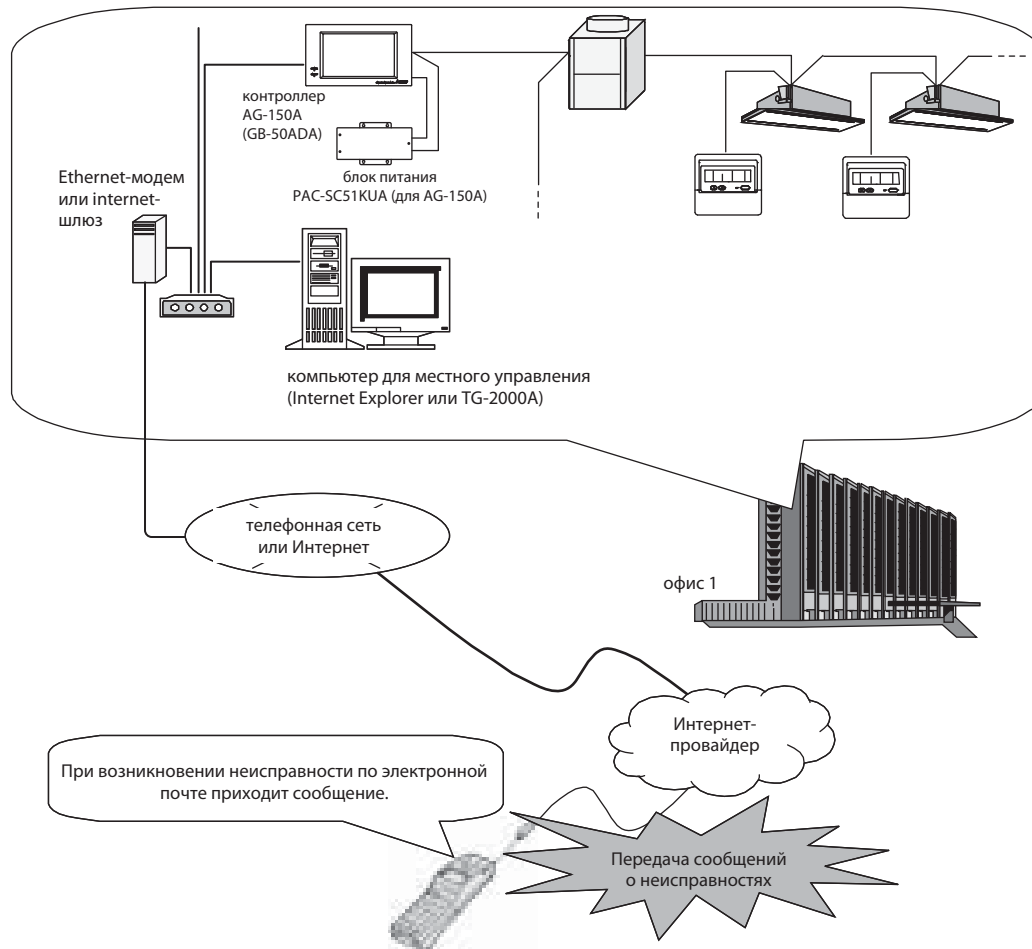 контроллер
AG-150A
(GB-50ADA)
блок питания
PAC-SC51KUA (для AG-150A)
Ethernet-модем
или internet-
шлюз
компьютер для местного управления
(Internet Explorer или TG-2000A)
телефонная сеть
или Интернет
офис 1
Интернет-
провайдер
При возникновении неисправности по электронной
почте приходит сообщение.
Передача сообщений
о неисправностях